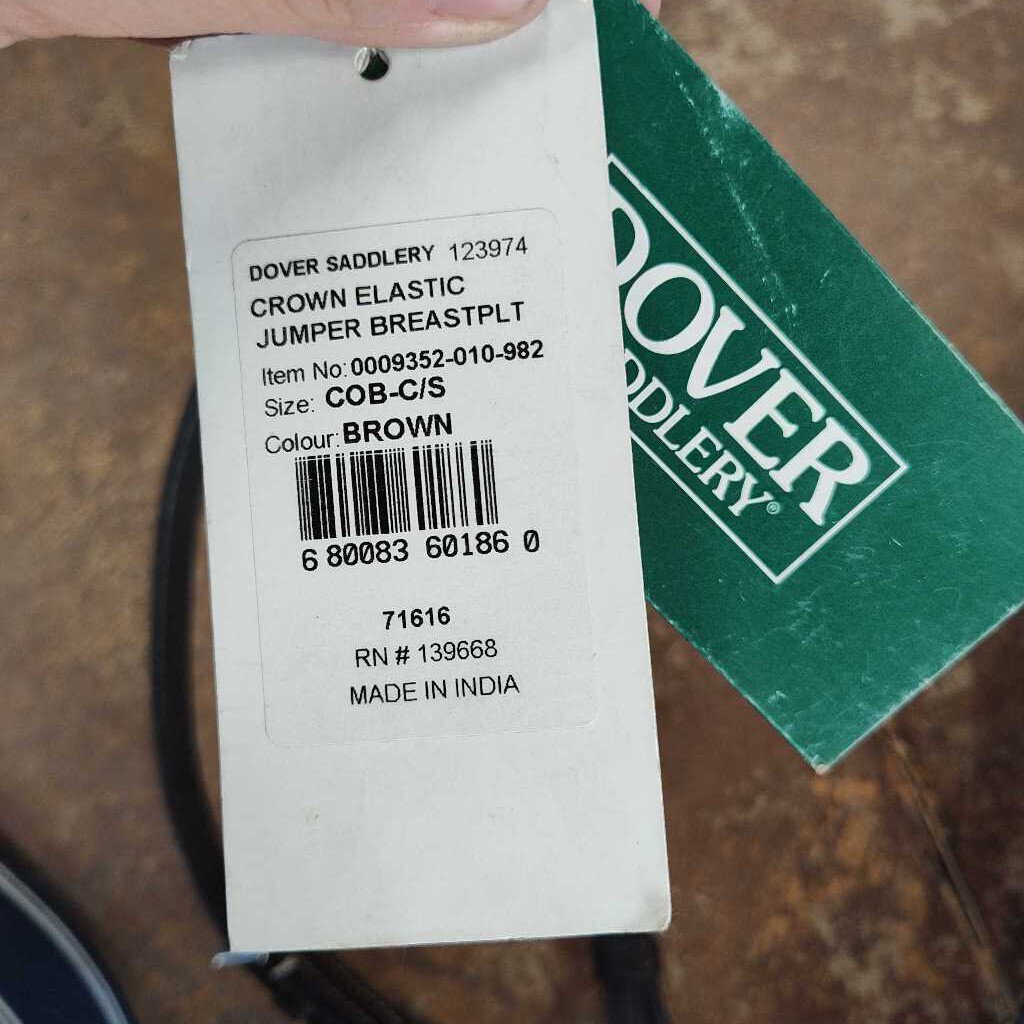 DOVER SADDLERY 123974
CROWN ELASTIC
JUMPER BREASTPLT
Item No: 0009352-010-982
Size: COB-C/S
Colour: BROWN
6 80083 60186 0
71616
RN # 139668
MADE IN INDIA
DOVER
DDLERY®